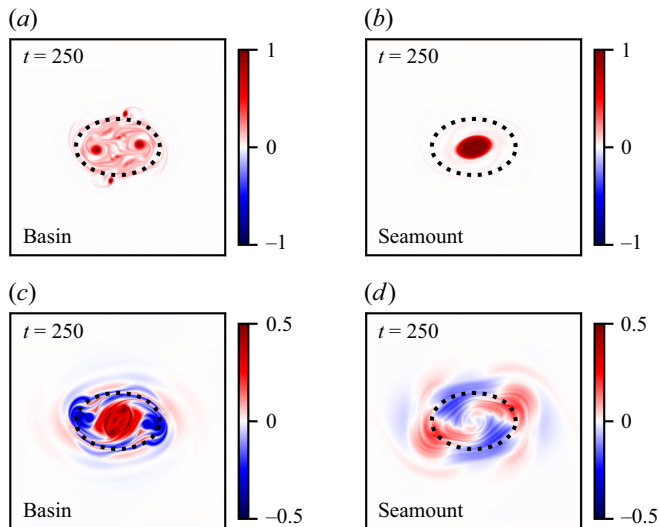 (a)
t = 250
Basin
1
0
–1
(b)
t = 250
Seamount
1
0
–1
(c)
t = 250
Basin
0.5
0
–0.5
(d)
t = 250
Seamount
0.5
0
–0.5